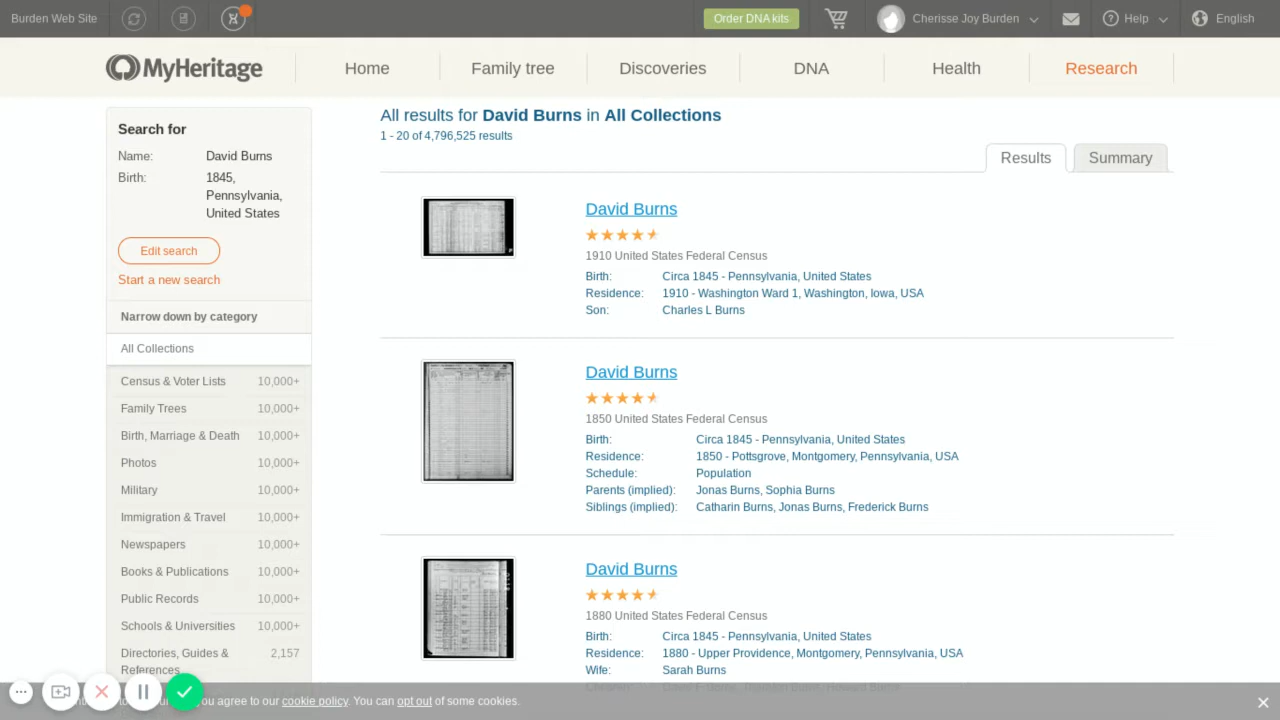 Burden Web Site
Order DNA kits
Cherisse Joy Burden
Help
English
MyHeritage
Home
Family tree
Discoveries
DNA
Health
Research
Search for
Name: David Burns
Birth: 1845,
Pennsylvania,
United States
Edit search
Start a new search
Narrow down by category
All Collections
Census & Voter Lists 10,000+
Family Trees 10,000+
Birth, Marriage & Death 10,000+
Photos 10,000+
Military 10,000+
Immigration & Travel 10,000+
Newspapers 10,000+
Books & Publications 10,000+
Public Records 10,000+
Schools & Universities 10,000+
Directories, Guides & 2,157
References
All results for David Burns in All Collections
1 - 20 of 4,796,525 results
Results
Summary
David Burns
1910 United States Federal Census
Birth: Circa 1845 - Pennsylvania, United States
Residence: 1910 - Washington Ward 1, Washington, Iowa, USA
Son: Charles L Burns
David Burns
1850 United States Federal Census
Birth: Circa 1845 - Pennsylvania, United States
Residence: 1850 - Pottsgrove, Montgomery, Pennsylvania, USA
Schedule: Population
Parents (implied): Jonas Burns, Sophia Burns
Siblings (implied): Catharin Burns, Jonas Burns, Frederick Burns
David Burns
1880 United States Federal Census
Birth: Circa 1845 - Pennsylvania, United States
Residence: 1880 - Upper Providence, Montgomery, Pennsylvania, USA
Wife: Sarah Burns
you agree to our cookie policy. You can opt out of some cookies.